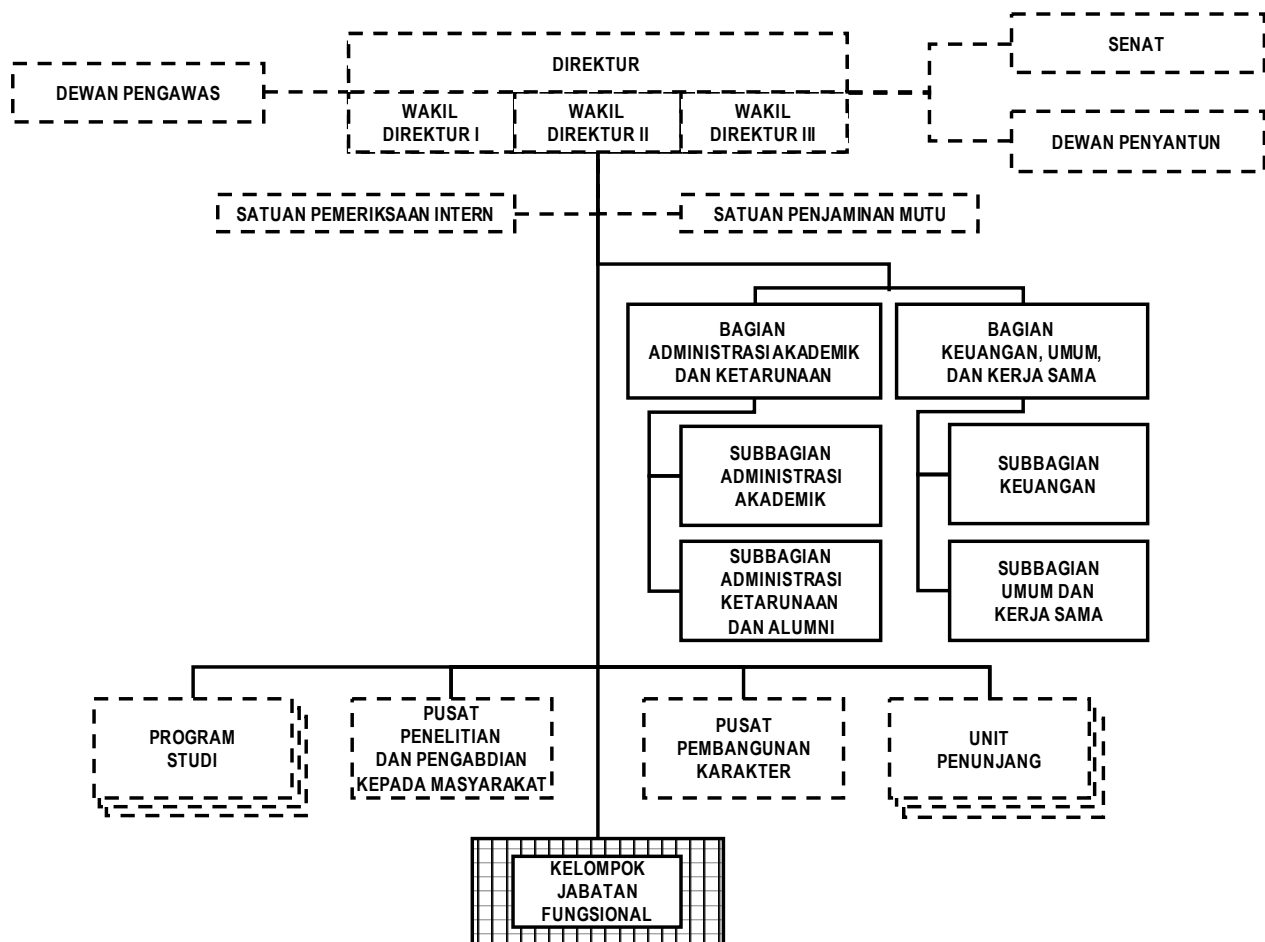 SENAT
DIREKTUR
DEWAN PENGAWAS
WAKIL
DIREKTUR I
WAKIL
DIREKTUR II
WAKIL
DIREKTUR III
DEWAN PENYANTUN
SATUAN PEMERIKSAAN INTERN
SATUAN PENJAMINAN MUTU
BAGIAN
ADMINISTRASI AKADEMIK
DAN KETARUNAAN
BAGIAN
KEUANGAN, UMUM,
DAN KERJA SAMA
SUBBAGIAN
ADMINISTRASI
AKADEMIK
SUBBAGIAN
KEUANGAN
SUBBAGIAN
ADMINISTRASI
KETARUNAAN
DAN ALUMNI
SUBBAGIAN
UMUM DAN
KERJA SAMA
PROGRAM
STUDI
PUSAT
PENELITIAN
DAN PENGABDIAN
KEPADA MASYARAKAT
PUSAT
PEMBANGUNAN
KARAKTER
UNIT
PENUNJANG
KELOMPOK
JABATAN
FUNGSIONAL